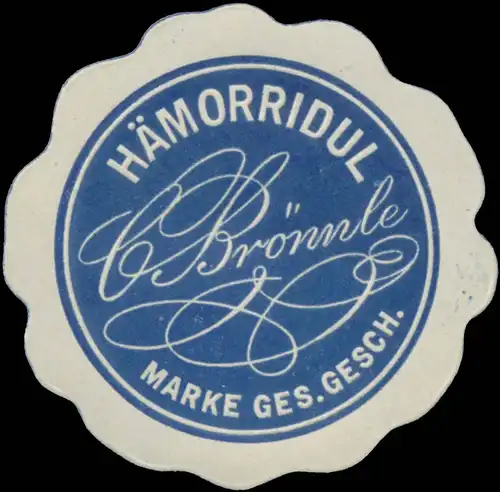 HÄMORRIDUL
C Brönnle
MARKE GES. GESCH.